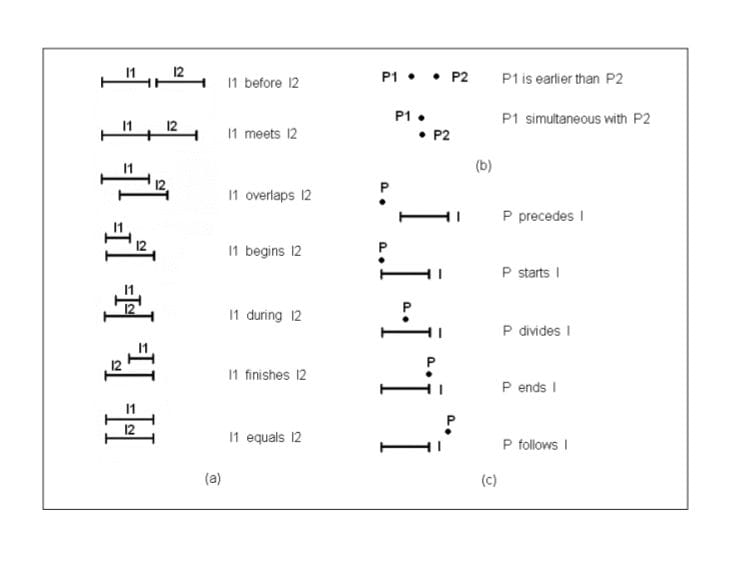 I1 I2 I1 before I2
I1 I2 I1 meets I2
I1 I2 I1 overlaps I2
I1 I2 I1 begins I2
I1 I2 I1 during I2
I1 I2 I1 finishes I2
I1 I2 I1 equals I2
(a)
P1 P2 P1 is earlier than P2
P1 P2 P1 simultaneous with P2
(b)
P I P precedes I
P I P starts I
P I P divides I
P I P ends I
P I P follows I
(c)